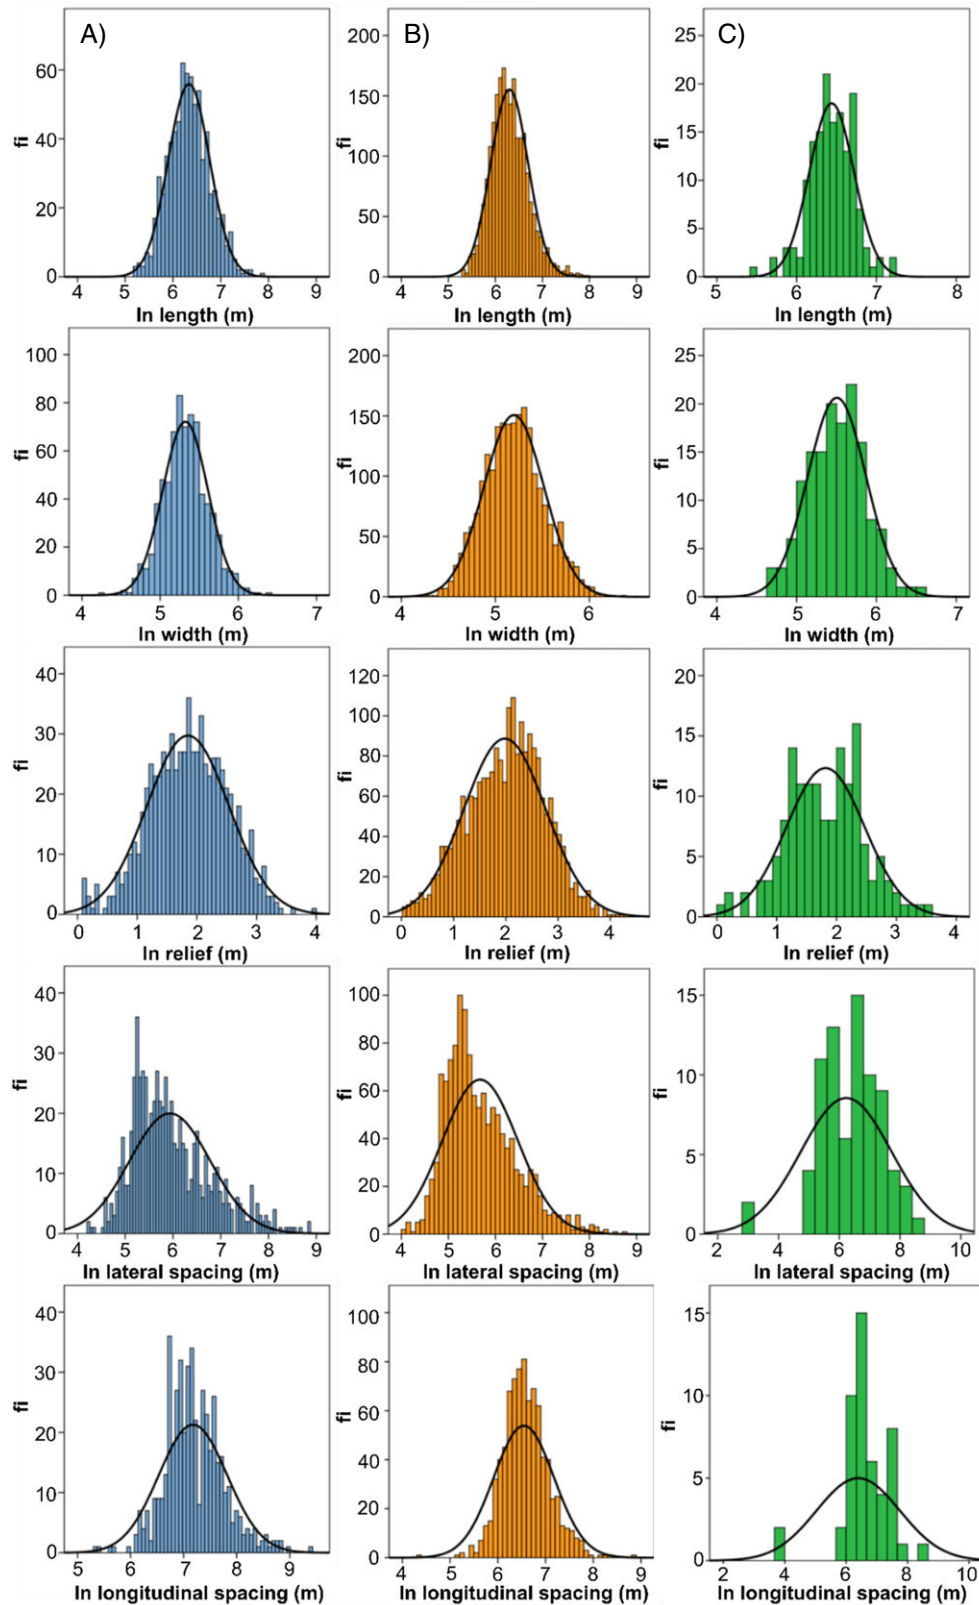 A)
fi
60
40
20
0
4 5 6 7 8 9
ln length (m)
B)
fi
200
150
100
50
0
4 5 6 7 8 9
ln length (m)
C)
fi
25
20
15
10
5
0
5 6 7 8
ln length (m)
fi
100
80
60
40
20
0
4 5 6 7
ln width (m)
fi
200
150
100
50
0
4 5 6
ln width (m)
fi
25
20
15
10
5
0
4 5 6 7
ln width (m)
fi
40
30
20
10
0
0 1 2 3 4
ln relief (m)
fi
120
100
80
60
40
20
0
0 1 2 3 4
ln relief (m)
fi
20
15
10
5
0
0 1 2 3 4
ln relief (m)
fi
40
30
20
10
0
4 5 6 7 8 9
ln lateral spacing (m)
fi
100
80
60
40
20
0
4 5 6 7 8 9
ln lateral spacing (m)
fi
15
10
5
0
2 4 6 8 10
ln lateral spacing (m)
fi
40
30
20
10
0
5 6 7 8 9
ln longitudinal spacing (m)
fi
100
80
60
40
20
0
4 5 6 7 8 9
ln longitudinal spacing (m)
fi
15
10
5
0
2 4 6 8 10
ln longitudinal spacing (m)